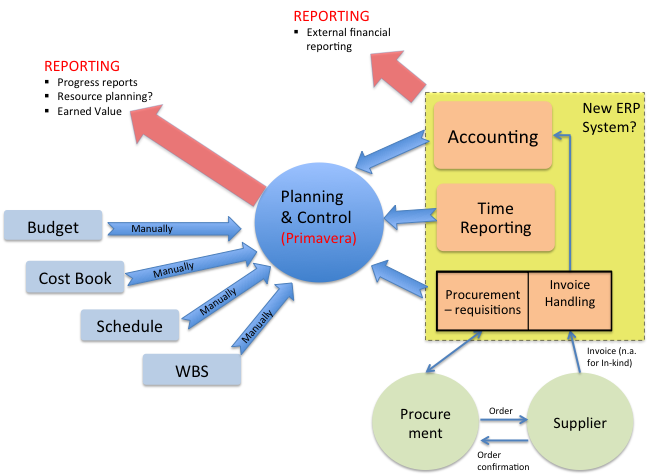 REPORTING
▪ External financial
reporting
REPORTING
▪ Progress reports
▪ Resource planning?
▪ Earned Value
New ERP
System?
Accounting
Planning
& Control
(Primavera)
Time
Reporting
Budget
Manually
Cost Book
Manually
Schedule
Manually
WBS
Manually
Procurement
– requisitions
Invoice
Handling
Invoice (n.a.
for In-kind)
Procure
ment
Order
Order
confirmation
Supplier